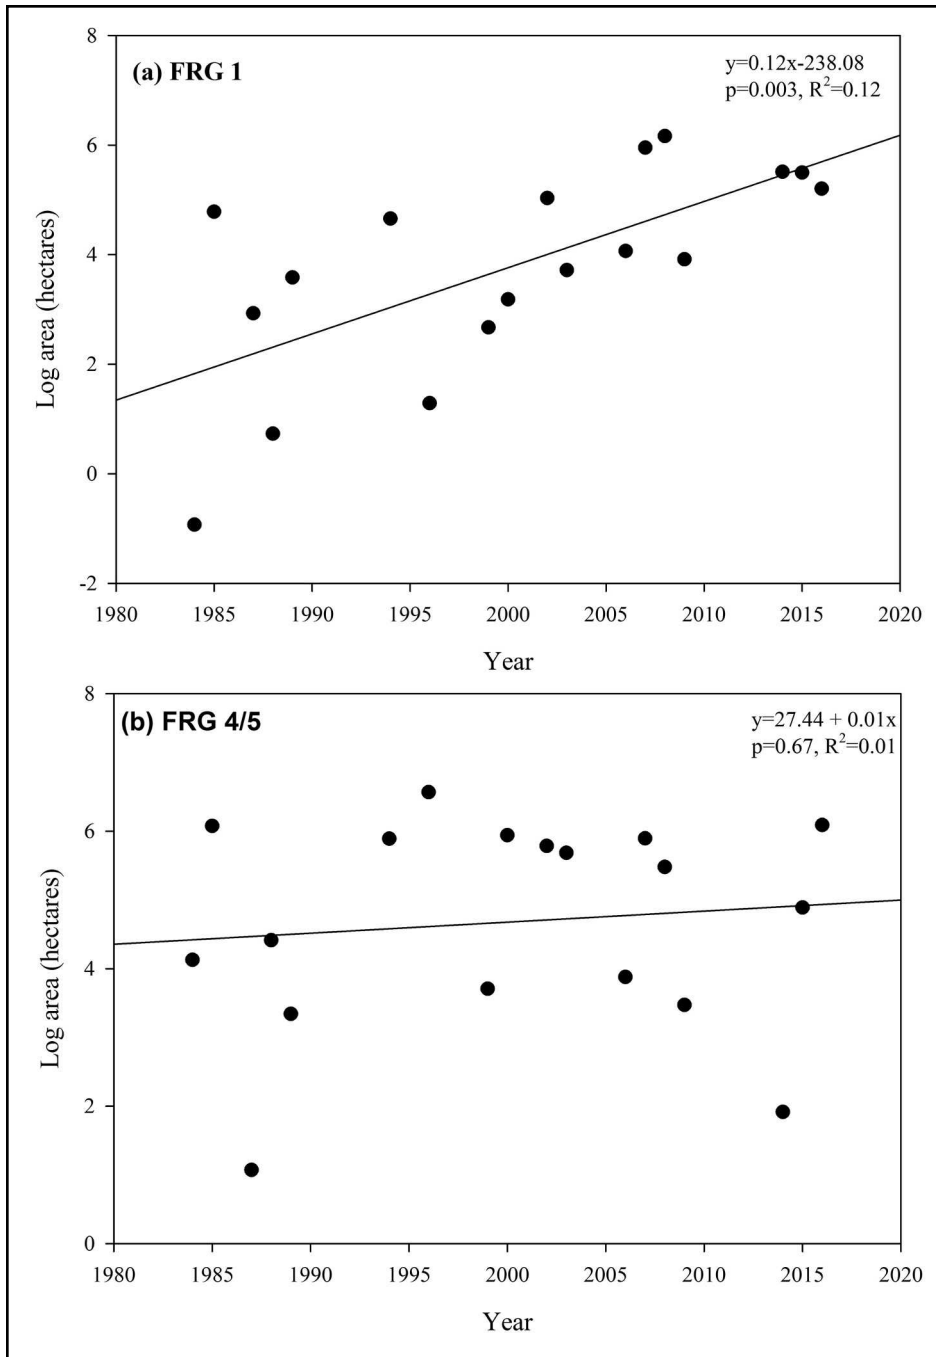 8
(a) FRG 1
y=0.12x-238.08
p=0.003, R²=0.12
6
4
2
0
-2
Log area (hectares)
1980 1985 1990 1995 2000 2005 2010 2015 2020
Year
8
(b) FRG 4/5
y=27.44 + 0.01x
p=0.67, R²=0.01
6
4
2
0
Log area (hectares)
1980 1985 1990 1995 2000 2005 2010 2015 2020
Year